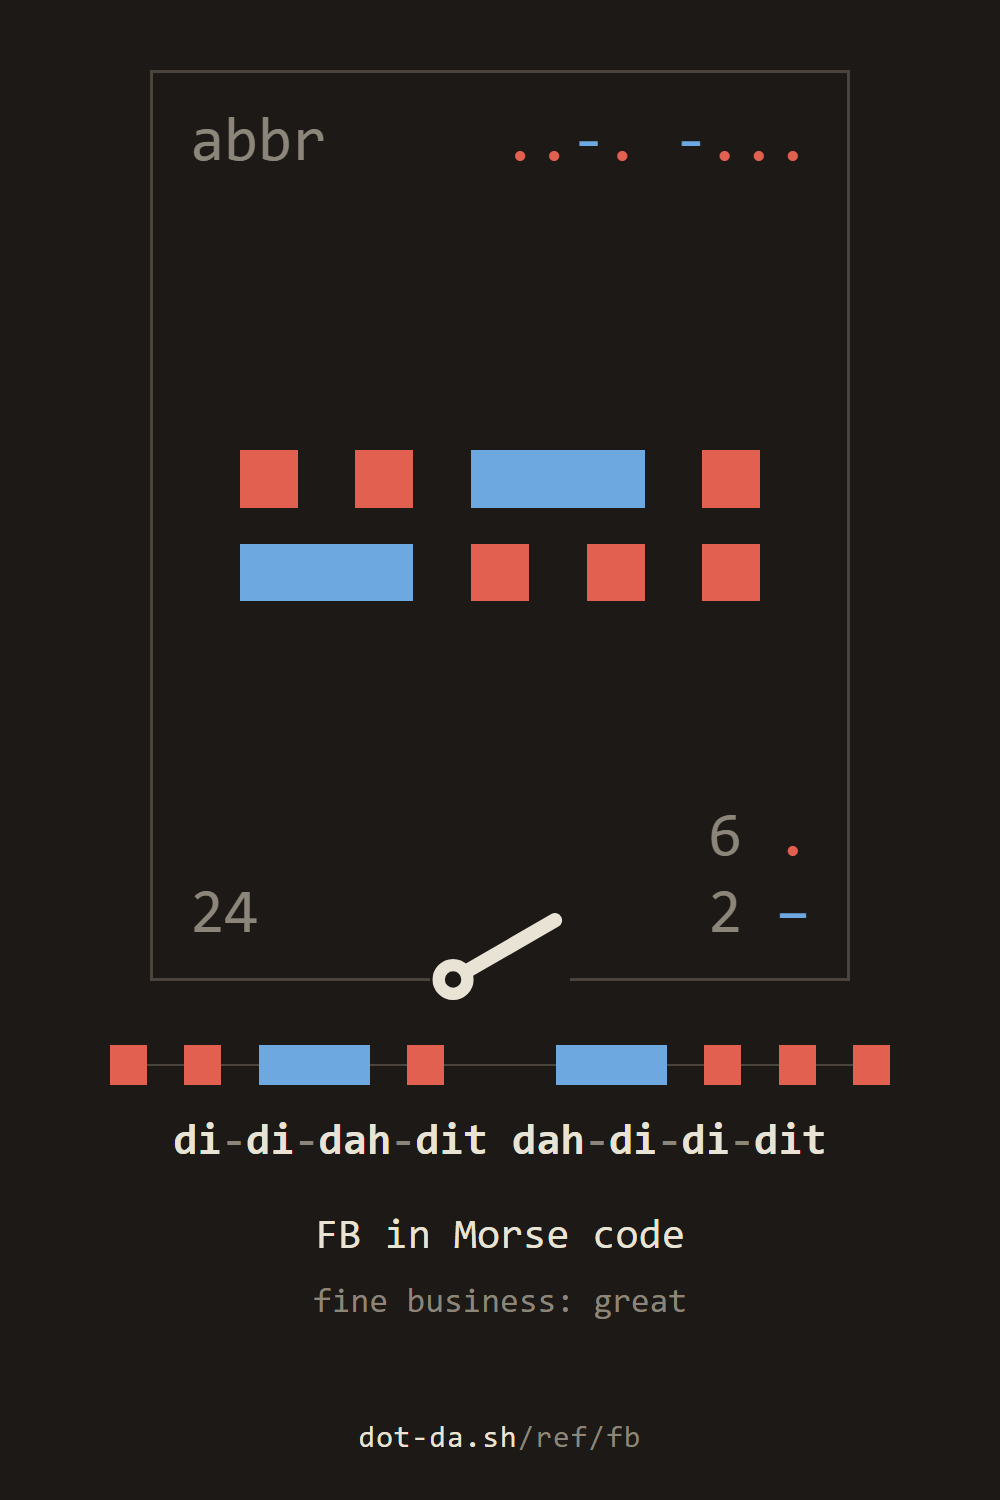 abbr ..-. -...
6 .
24 2 -
di-di-dah-dit dah-di-di-dit
FB in Morse code
fine business: great
dot-da.sh/ref/fb